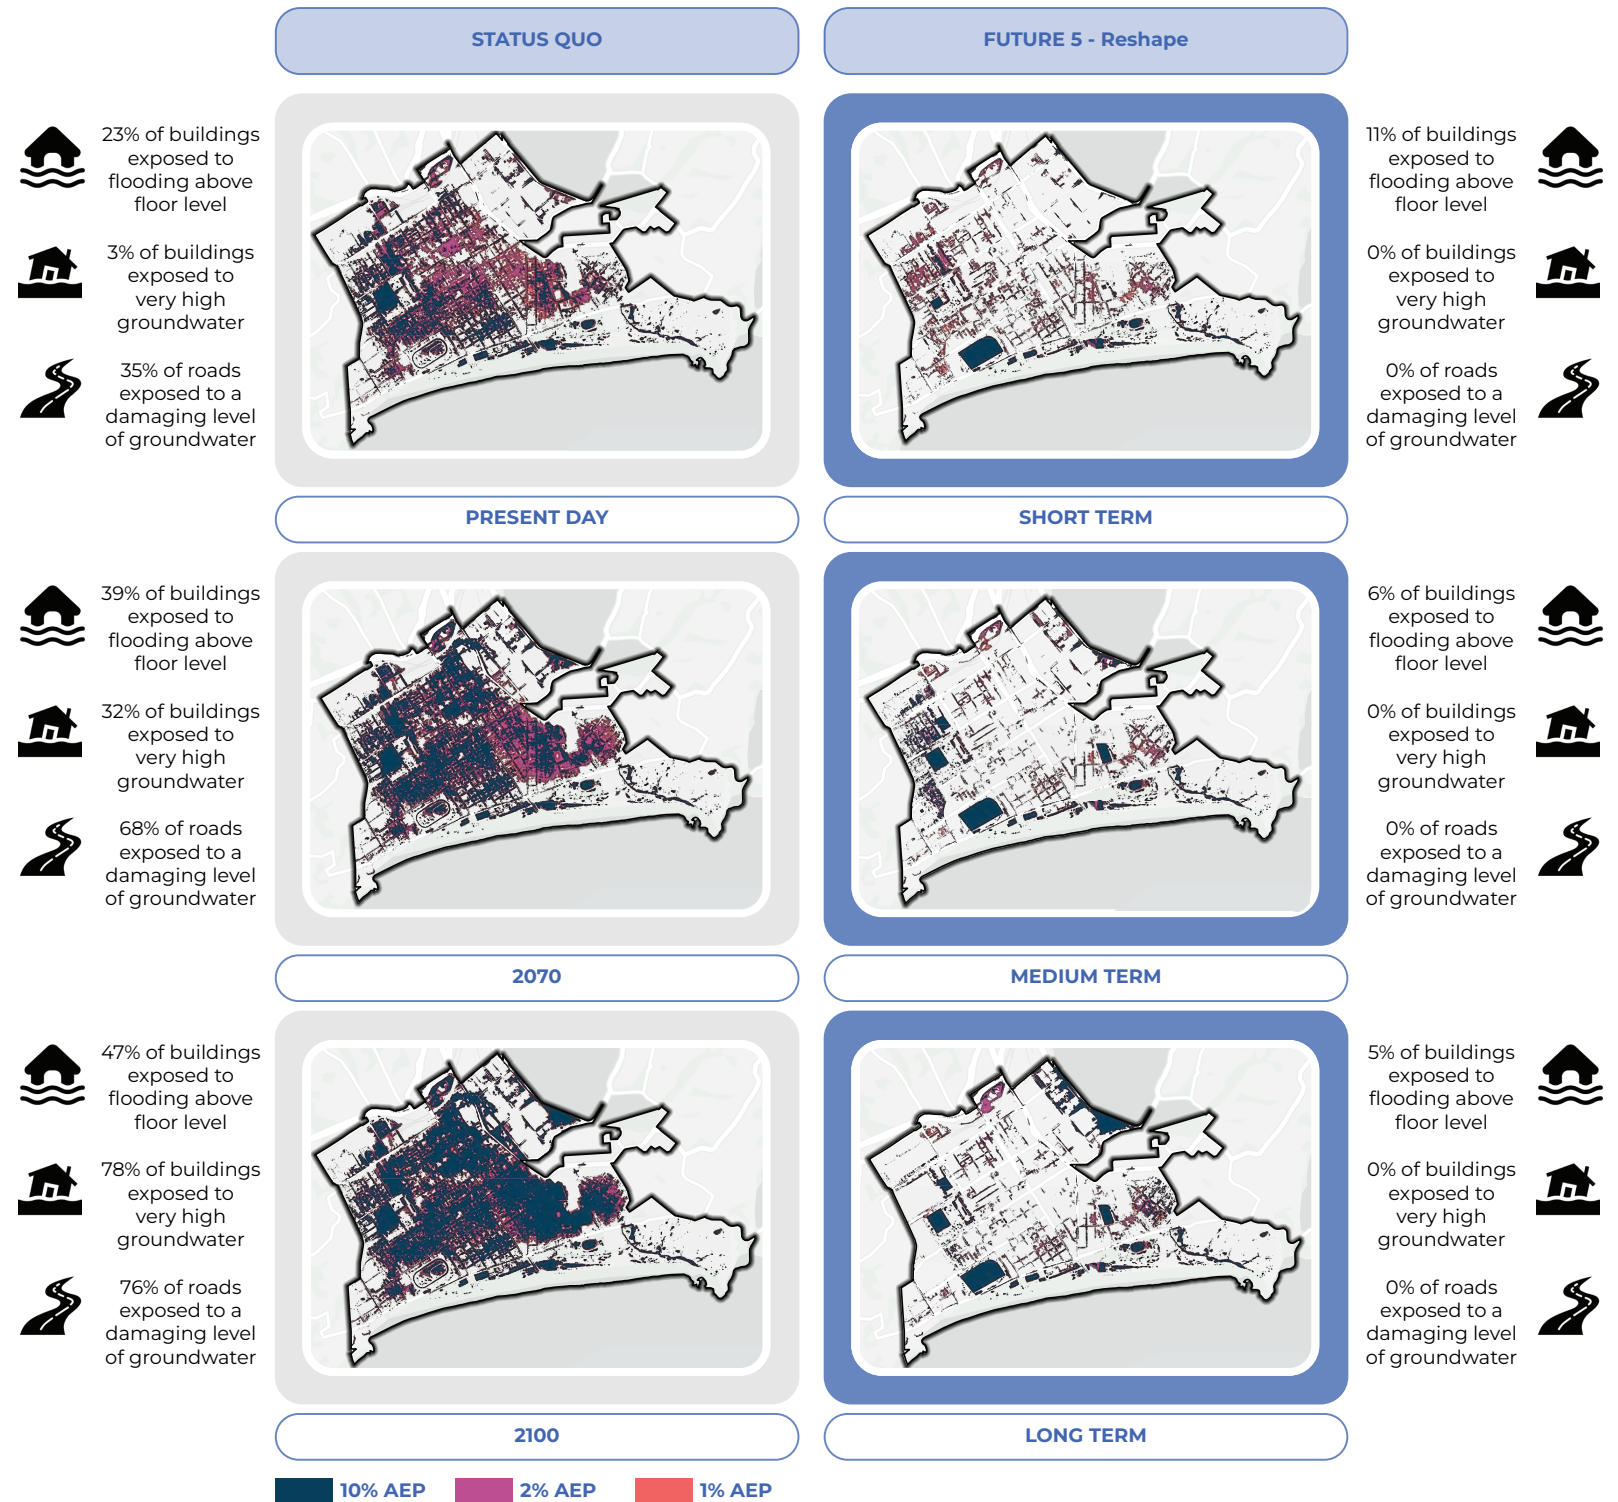 STATUS QUO
FUTURE 5 - Reshape
23% of buildings
exposed to
flooding above
floor level
3% of buildings
exposed to
very high
groundwater
35% of roads
exposed to a
damaging level
of groundwater
11% of buildings
exposed to
flooding above
floor level
0% of buildings
exposed to
very high
groundwater
0% of roads
exposed to a
damaging level
of groundwater
PRESENT DAY
SHORT TERM
39% of buildings
exposed to
flooding above
floor level
32% of buildings
exposed to
very high
groundwater
68% of roads
exposed to a
damaging level
of groundwater
6% of buildings
exposed to
flooding above
floor level
0% of buildings
exposed to
very high
groundwater
0% of roads
exposed to a
damaging level
of groundwater
2070
MEDIUM TERM
47% of buildings
exposed to
flooding above
floor level
78% of buildings
exposed to
very high
groundwater
76% of roads
exposed to a
damaging level
of groundwater
5% of buildings
exposed to
flooding above
floor level
0% of buildings
exposed to
very high
groundwater
0% of roads
exposed to a
damaging level
of groundwater
2100
LONG TERM
10% AEP
2% AEP
1% AEP